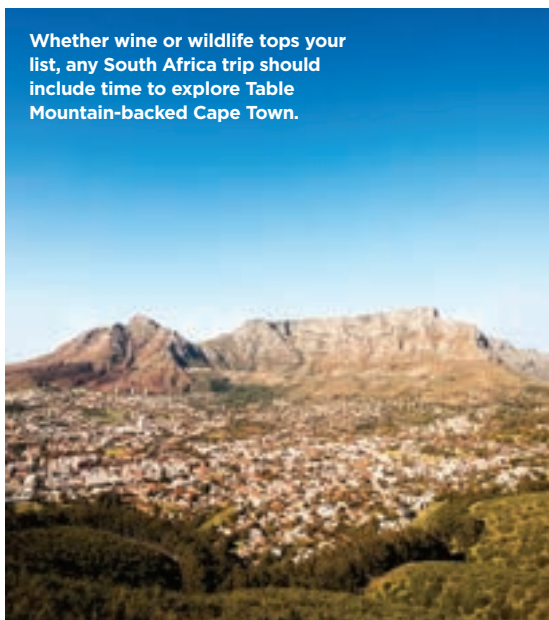 Whether wine or wildlife tops your
list, any South Africa trip should
include time to explore Table
Mountain-backed Cape Town.